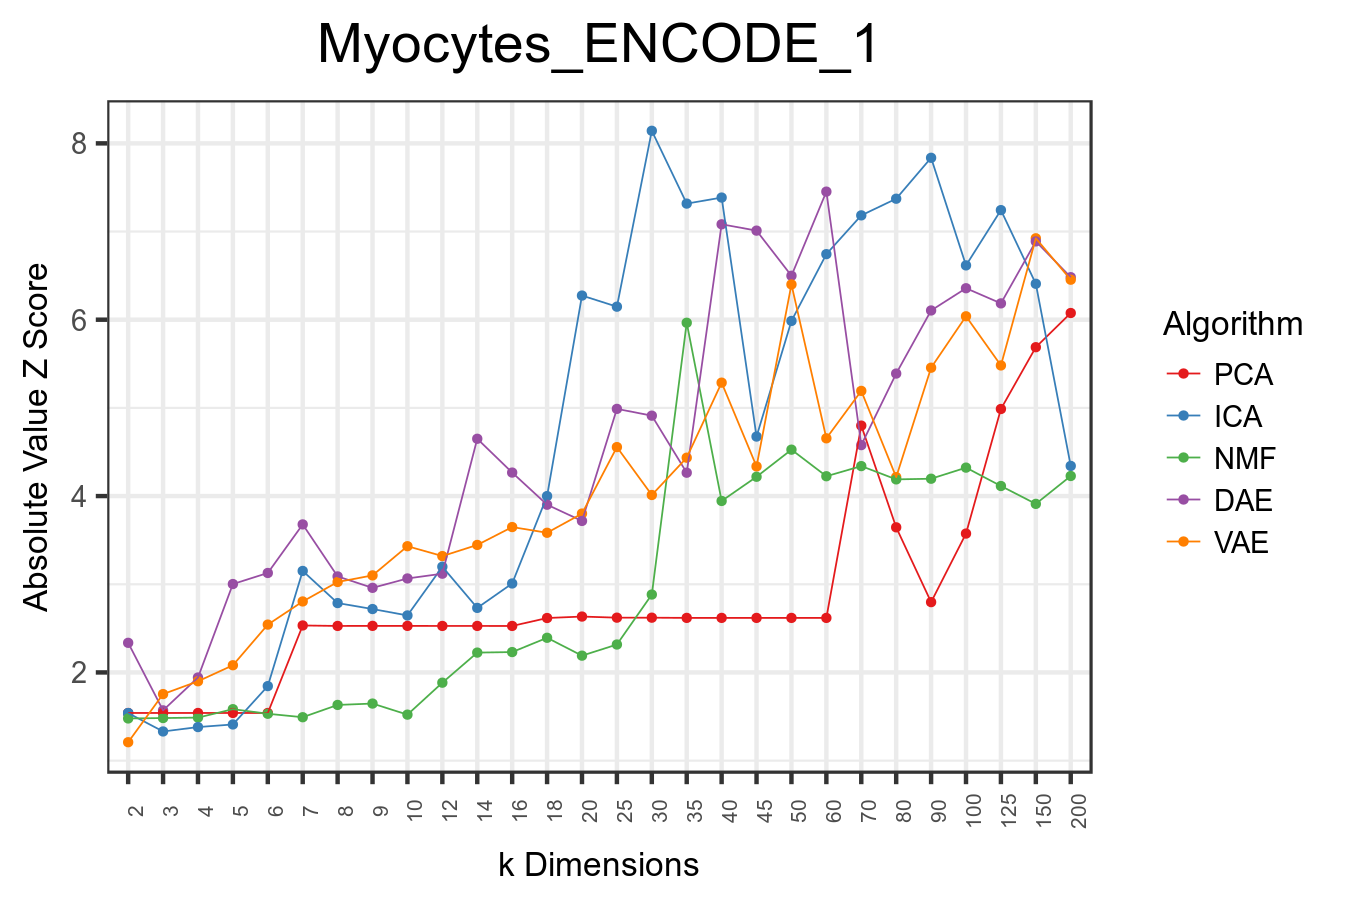 Myocytes_ENCODE_1
Absolute Value Z Score
8
6
4
2
2 3 4 5 6 7 8 9 10 12 14 16 18 20 25 30 35 40 45 50 60 70 80 90 100 125 150 200
k Dimensions
Algorithm
PCA
ICA
NMF
DAE
VAE